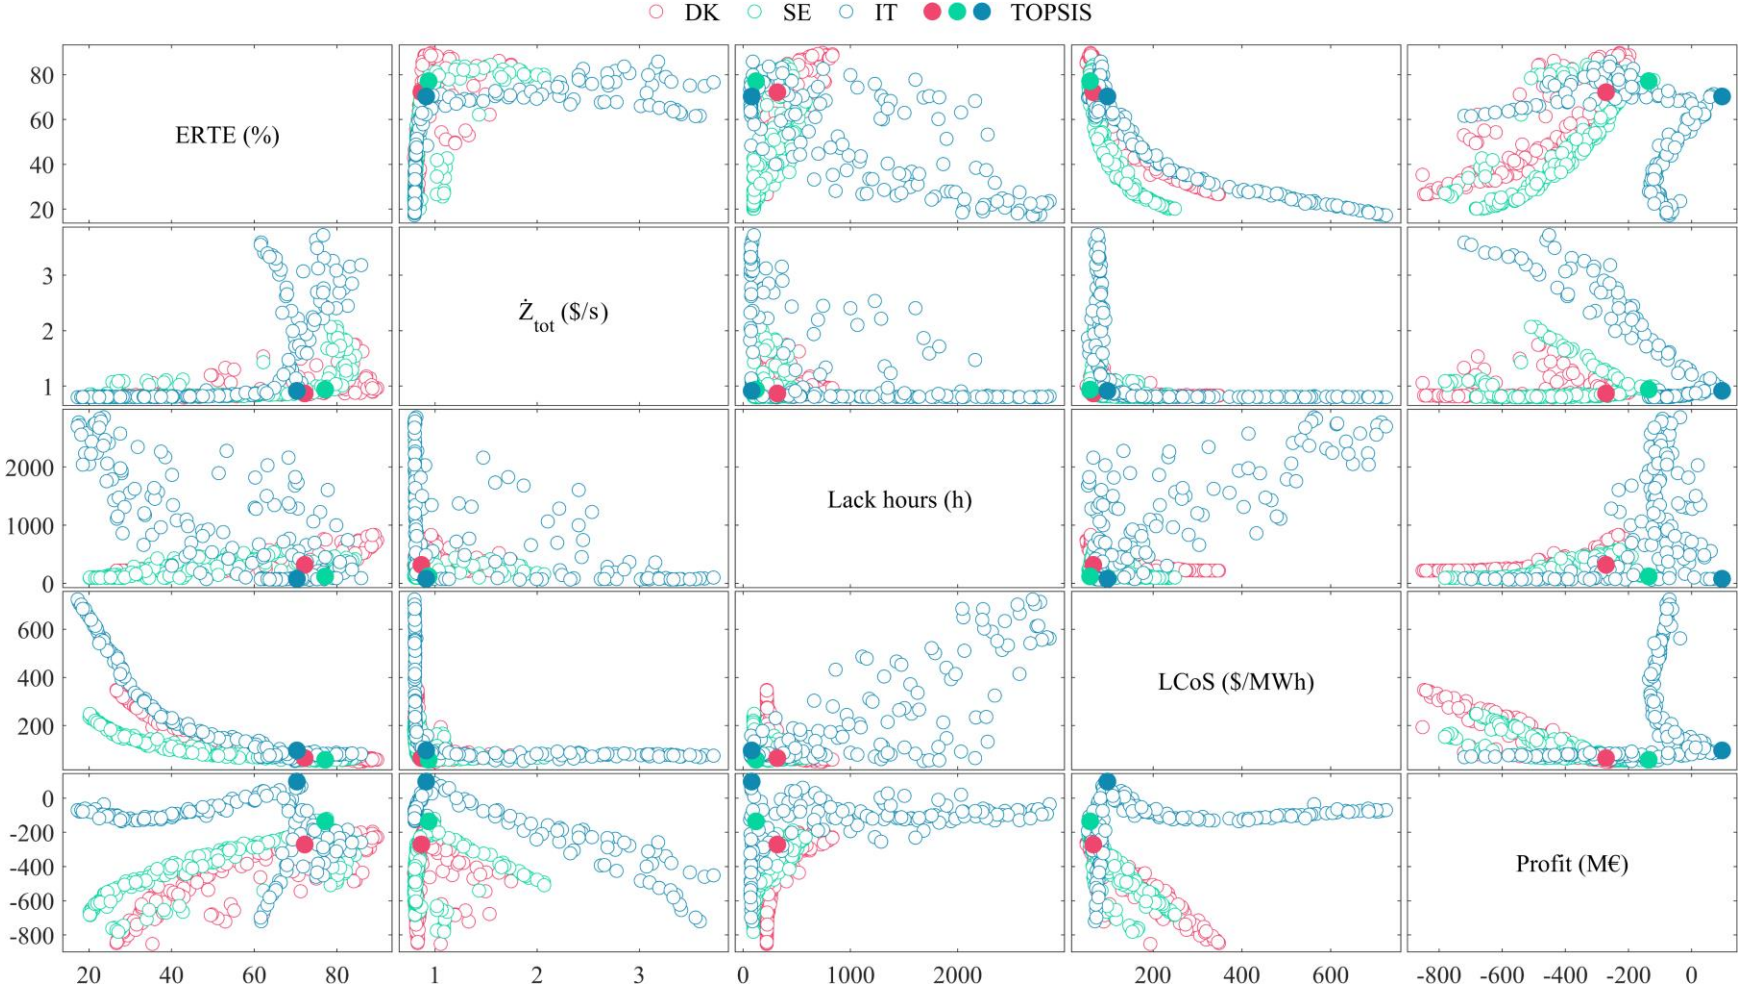 DK SE IT TOPSIS
80
60
40
20
ERTE (%)
3
2
1
Żtot ($/s)
2000
1000
0
Lack hours (h)
600
400
200
LCoS ($/MWh)
0
-200
-400
-600
-800
Profit (M€)
20 40 60 80 1 2 3 0 1000 2000 200 400 600 -800 -600 -400 -200 0